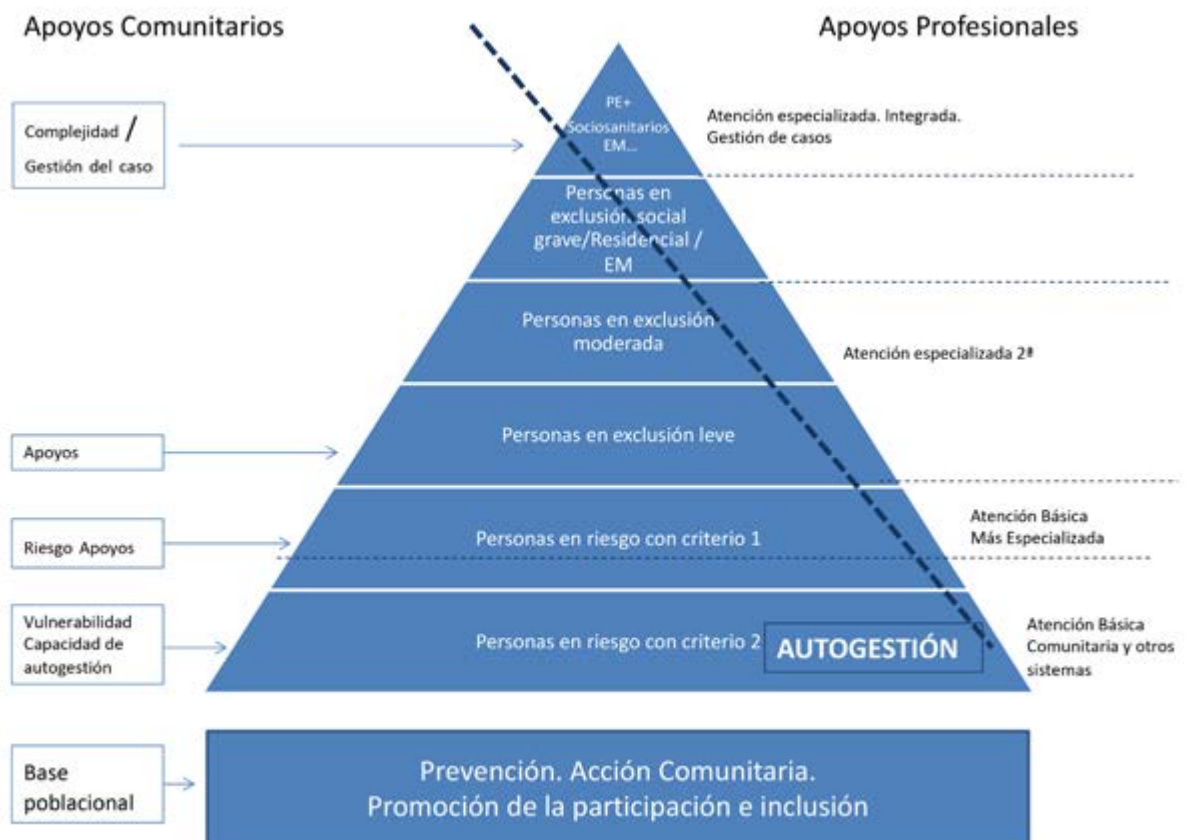 Apoyos Comunitarios
Apoyos Profesionales
Complejidad /
Gestión del caso
PE+
Sociosanitarios
EM...
Atención especializada. Integrada.
Gestión de casos
Personas en
exclusión social
grave/Residencial /
EM
Personas en exclusión
moderada
Atención especializada 2ª
Apoyos
Personas en exclusión leve
Riesgo Apoyos
Personas en riesgo con criterio 1
Atención Básica
Más Especializada
Vulnerabilidad
Capacidad de
autogestión
Personas en riesgo con criterio 2
AUTOGESTIÓN
Atención Básica
Comunitaria y otros
sistemas
Base
poblacional
Prevención. Acción Comunitaria.
Promoción de la participación e inclusión